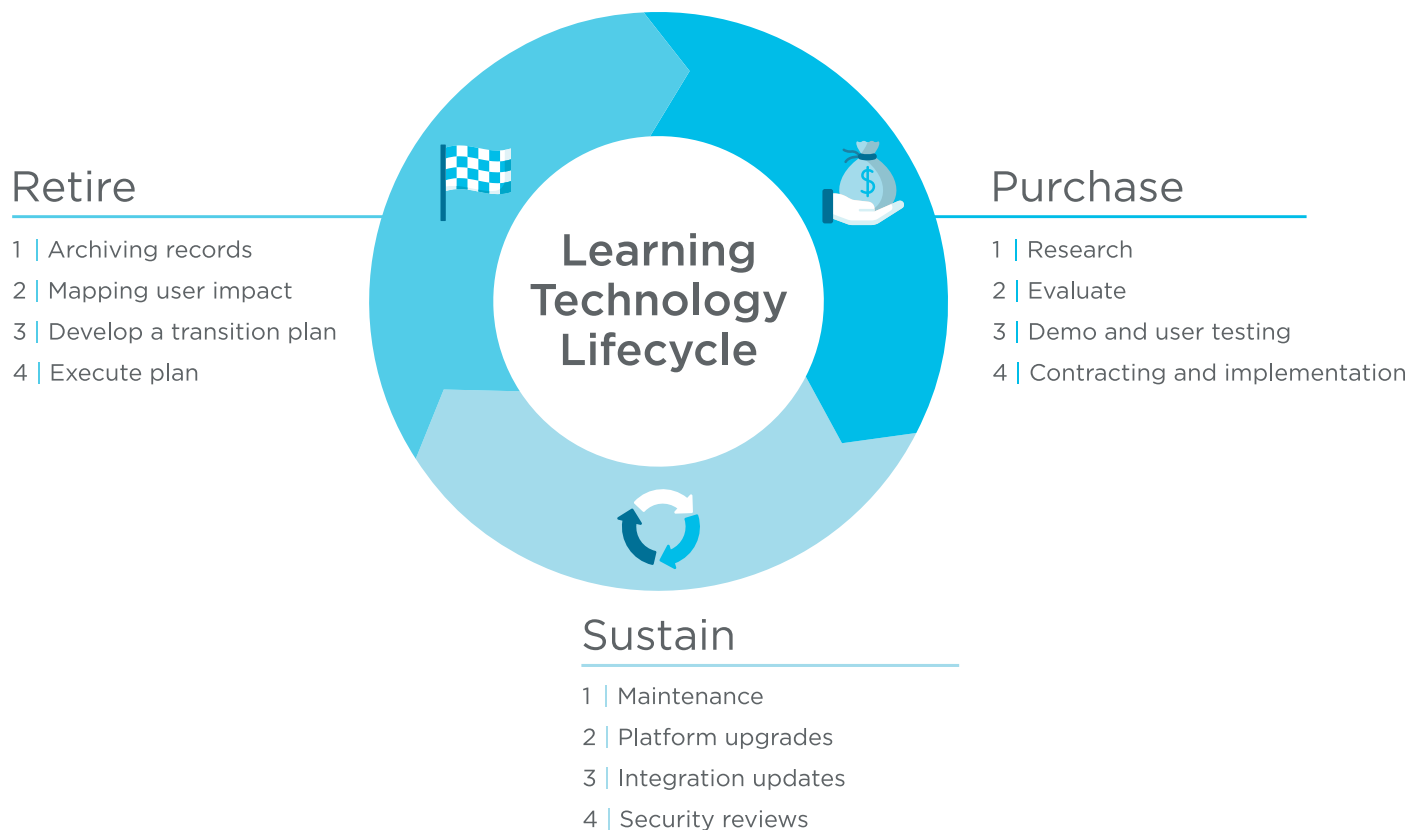 Learning
Technology
Lifecycle
Retire
1 | Archiving records
2 | Mapping user impact
3 | Develop a transition plan
4 | Execute plan
$
Purchase
1 | Research
2 | Evaluate
3 | Demo and user testing
4 | Contracting and implementation
Sustain
1 | Maintenance
2 | Platform upgrades
3 | Integration updates
4 | Security reviews